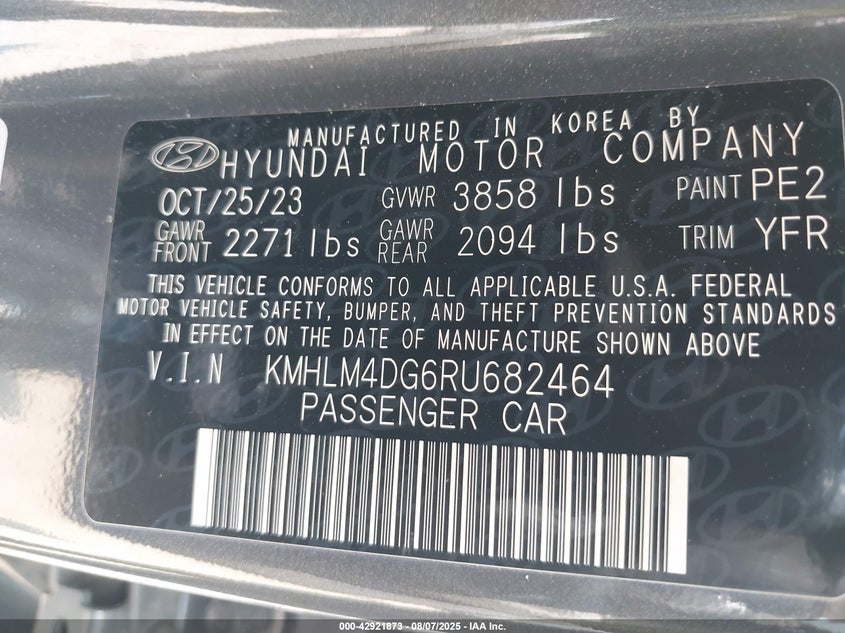 MANUFACTURED IN KOREA BY
HYUNDAI MOTOR COMPANY
OCT/25/23 GVWR 3858 lbs PAINT PE2
GAWR FRONT 2271 lbs GAWR REAR 2094 lbs TRIM YFR
THIS VEHICLE CONFORMS TO ALL APPLICABLE U.S.A. FEDERAL
MOTOR VEHICLE SAFETY, BUMPER, AND THEFT PREVENTION STANDARDS
IN EFFECT ON THE DATE OF MANUFACTURE SHOWN ABOVE
V.I.N KMHLM4DG6RU682464
PASSENGER CAR
000-42921873 - 08/07/2025 - IAA Inc.